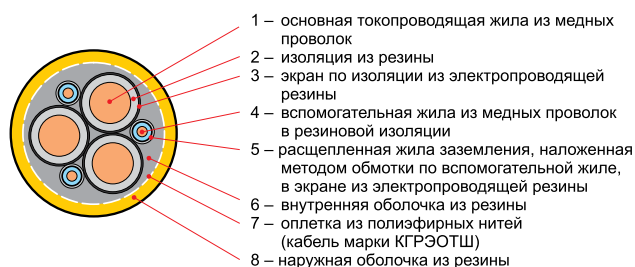 1 – основная токопроводящая жила из медных
проволок
2 – изоляция из резины
3 – экран по изоляции из электропроводящей
резины
4 – вспомогательная жила из медных проволок
в резиновой изоляции
5 – расщепленная жила заземления, наложенная
методом обмотки по вспомогательной жиле,
в экране из электропроводящей резины
6 – внутренняя оболочка из резины
7 – оплетка из полиэфирных нитей
(кабель марки КГРЭОТШ)
8 – наружная оболочка из резины